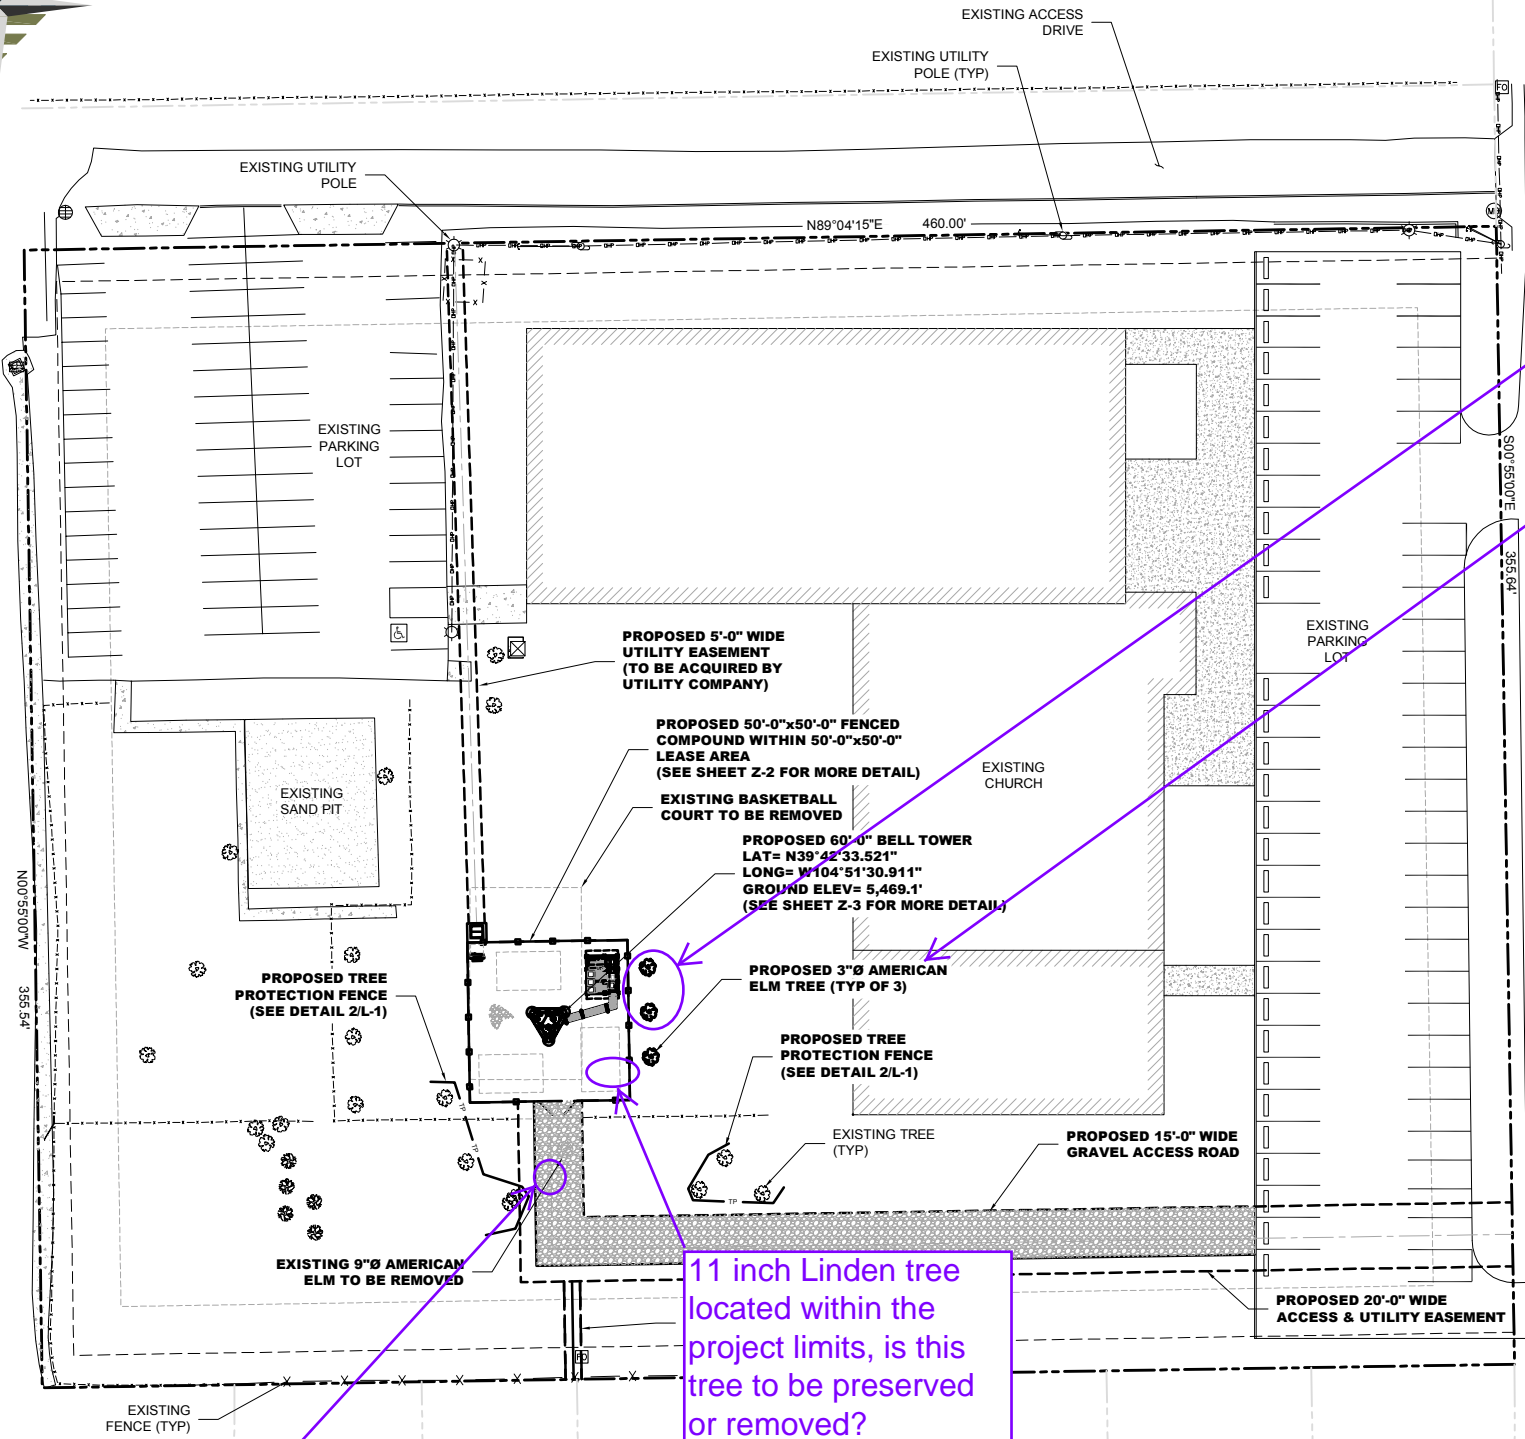 EXISTING ACCESS
DRIVE
EXISTING UTILITY
POLE (TYP)
FO
EXISTING UTILITY
POLE
M
N89°04'15"E 460.00'
EXISTING
PARKING
LOT
S00°55'00"E 355.64'
EXISTING
PARKING
LOT
PROPOSED 5'-0" WIDE
UTILITY EASEMENT
(TO BE ACQUIRED BY
UTILITY COMPANY)
PROPOSED 50'-0"x50'-0" FENCED
COMPOUND WITHIN 50'-0"x50'-0"
LEASE AREA
(SEE SHEET Z-2 FOR MORE DETAIL)
EXISTING
CHURCH
EXISTING
SAND PIT
EXISTING BASKETBALL
COURT TO BE REMOVED
PROPOSED 60'-0" BELL TOWER
LAT= N39°42'33.521"
LONG= W104°51'30.911"
GROUND ELEV= 5,469.1'
(SEE SHEET Z-3 FOR MORE DETAIL)
N00°55'00"W 355.54'
PROPOSED TREE
PROTECTION FENCE
(SEE DETAIL 2/L-1)
PROPOSED 3"Ø AMERICAN
ELM TREE (TYP OF 3)
PROPOSED TREE
PROTECTION FENCE
(SEE DETAIL 2/L-1)
TP
TP
EXISTING TREE
(TYP)
PROPOSED 15'-0" WIDE
GRAVEL ACCESS ROAD
TP
EXISTING 9"Ø AMERICAN
ELM TO BE REMOVED
11 inch Linden tree
located within the
project limits, is this
tree to be preserved
or removed?
PROPOSED 20'-0" WIDE
ACCESS & UTILITY EASEMENT
FO
EXISTING
FENCE (TYP)